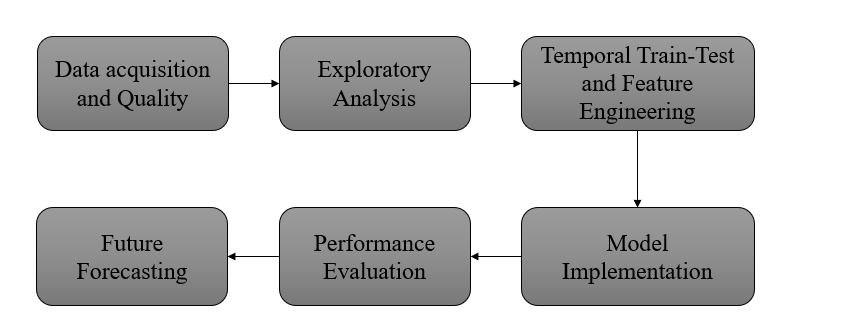 Data acquisition
and Quality
Exploratory
Analysis
Temporal Train-Test
and Feature
Engineering
Model
Implementation
Performance
Evaluation
Future
Forecasting